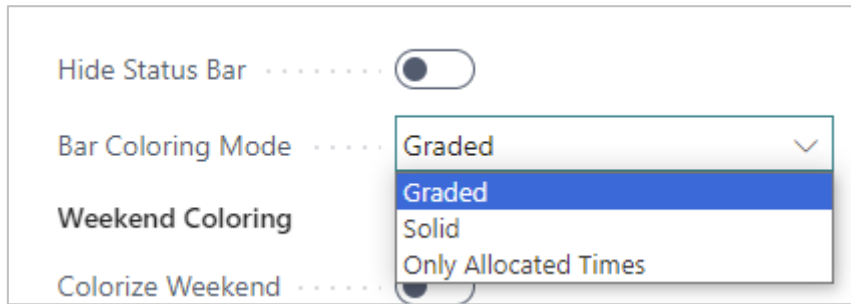 Hide Status Bar
Bar Coloring Mode Graded
Graded
Weekend Coloring
Solid
Only Allocated Times
Colorize Weekend